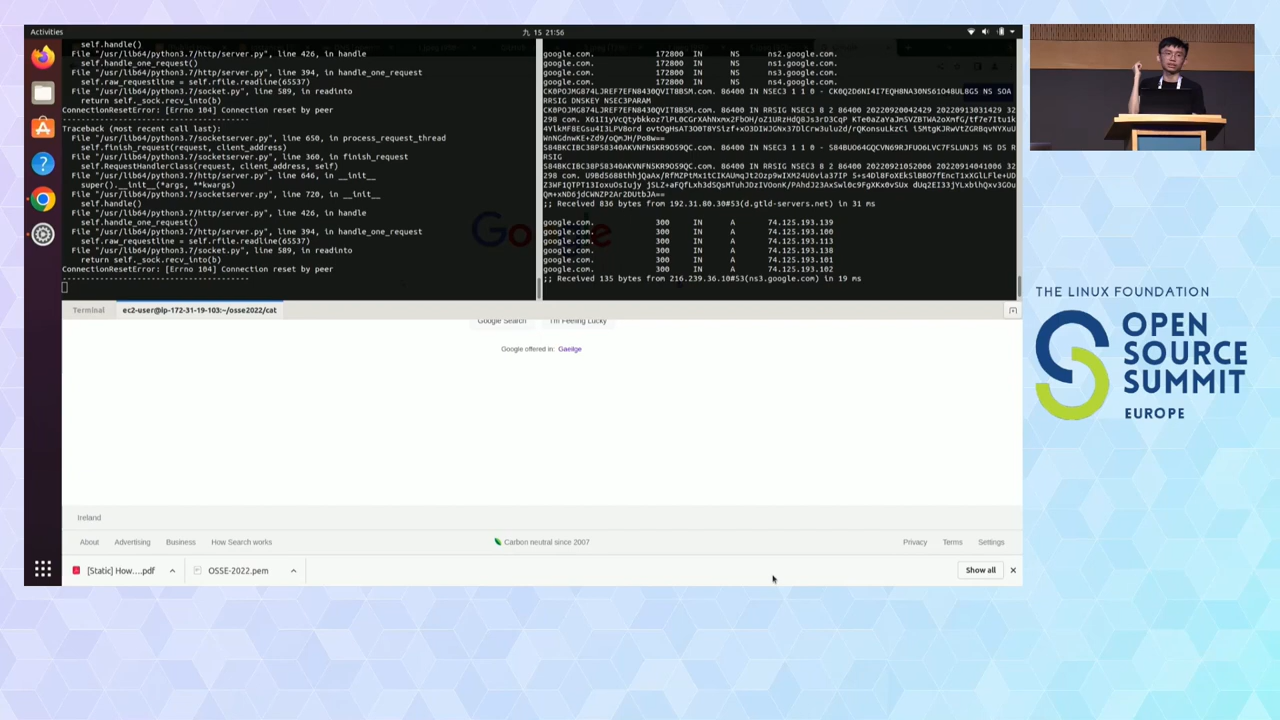 Activities
九 15 21:56
self.handle()
File "/usr/lib64/python3.7/http/server.py", line 426, in handle
self.handle_one_request()
File "/usr/lib64/python3.7/http/server.py", line 394, in handle_one_request
self.raw_requestline = self.rfile.readline(65537)
File "/usr/lib64/python3.7/socket.py", line 589, in readinto
return self._sock.recv_into(b)
ConnectionResetError: [Errno 104] Connection reset by peer
----------------------------------------
Traceback (most recent call last):
File "/usr/lib64/python3.7/socketserver.py", line 650, in process_request_thread
self.finish_request(request, client_address)
File "/usr/lib64/python3.7/socketserver.py", line 360, in finish_request
self.RequestHandlerClass(request, client_address, self)
File "/usr/lib64/python3.7/socketserver.py", line 720, in __init__
self.handle()
File "/usr/lib64/python3.7/http/server.py", line 426, in handle
self.handle_one_request()
File "/usr/lib64/python3.7/http/server.py", line 394, in handle_one_request
self.raw_requestline = self.rfile.readline(65537)
File "/usr/lib64/python3.7/socket.py", line 589, in readinto
return self._sock.recv_into(b)
ConnectionResetError: [Errno 104] Connection reset by peer
----------------------------------------
google.com. 172800 IN NS ns2.google.com.
google.com. 172800 IN NS ns1.google.com.
google.com. 172800 IN NS ns3.google.com.
google.com. 172800 IN NS ns4.google.com.
;; Received 836 bytes from 192.31.80.30#53(d.gtld-servers.net) in 31 ms
google.com. 300 IN A 74.125.193.139
google.com. 300 IN A 74.125.193.100
google.com. 300 IN A 74.125.193.113
google.com. 300 IN A 74.125.193.138
google.com. 300 IN A 74.125.193.101
google.com. 300 IN A 74.125.193.102
;; Received 135 bytes from 216.239.36.10#53(ns3.google.com) in 19 ms
Terminal
ec2-user@ip-172-31-19-103:~/osse2022/cat
Google Search
I'm Feeling Lucky
Google offered in: Gaeilge
Ireland
About Advertising Business How Search works
Carbon neutral since 2007
Privacy Terms Settings
[Static] How....pdf
OSSE-2022.pem
Show all
THE LINUX FOUNDATION
OPEN
SOURCE
SUMMIT
EUROPE